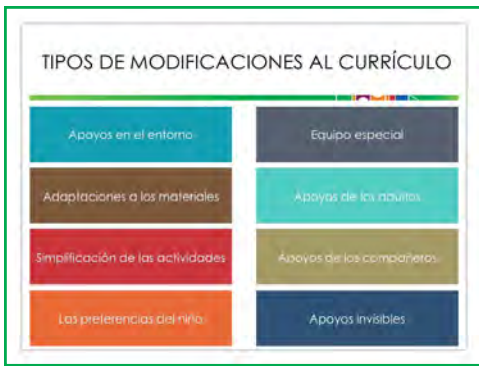 TIPOS DE MODIFICACIONES AL CURRÍCULO
Apoyos en el entorno
Equipo especial
Adaptaciones a los materiales
Apoyos de los adultos
Simplificación de las actividades
Apoyos de los compañeros
Las preferencias del niño
Apoyos invisibles